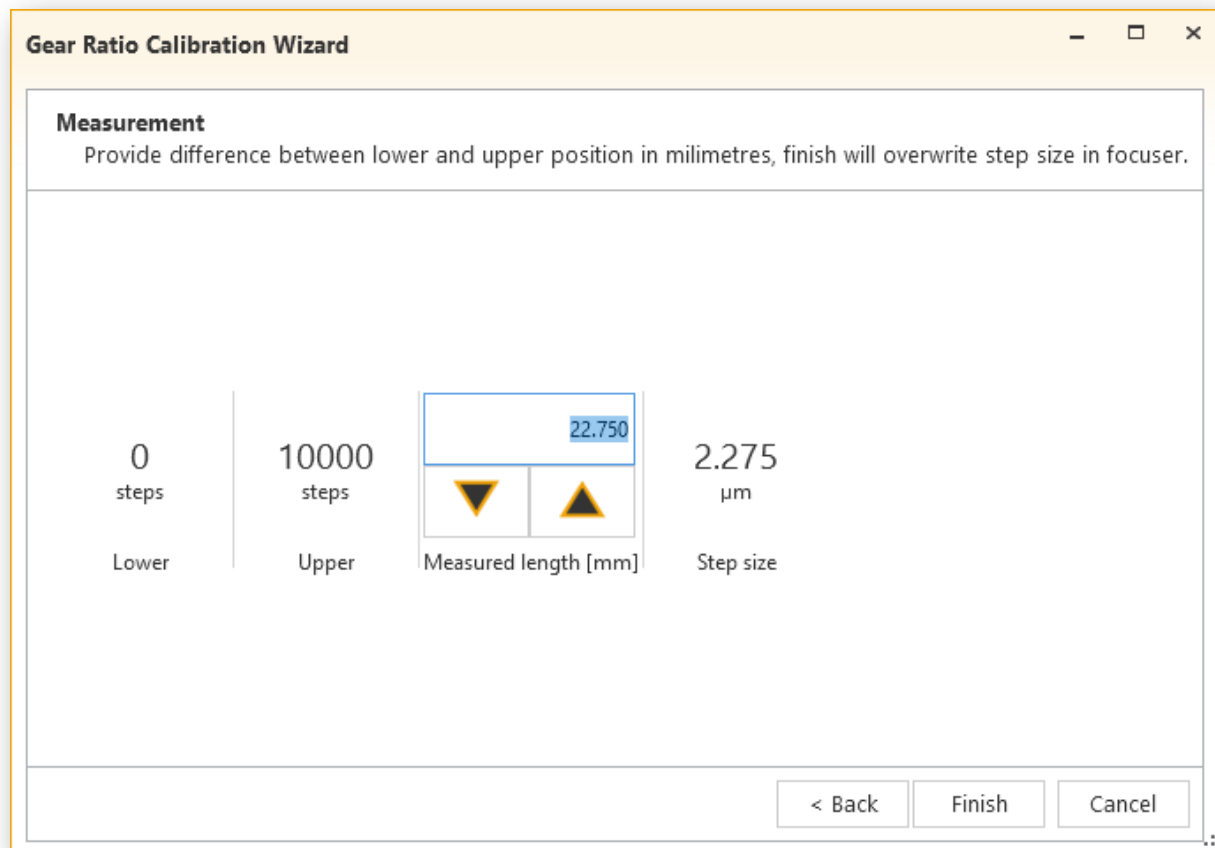 Gear Ratio Calibration Wizard
Measurement
Provide difference between lower and upper position in milimetres, finish will overwrite step size in focuser.
22.750
0
10000
2.275
steps
steps
µm
Lower
Upper
Measured length [mm]
Step size
< Back
Finish
Cancel